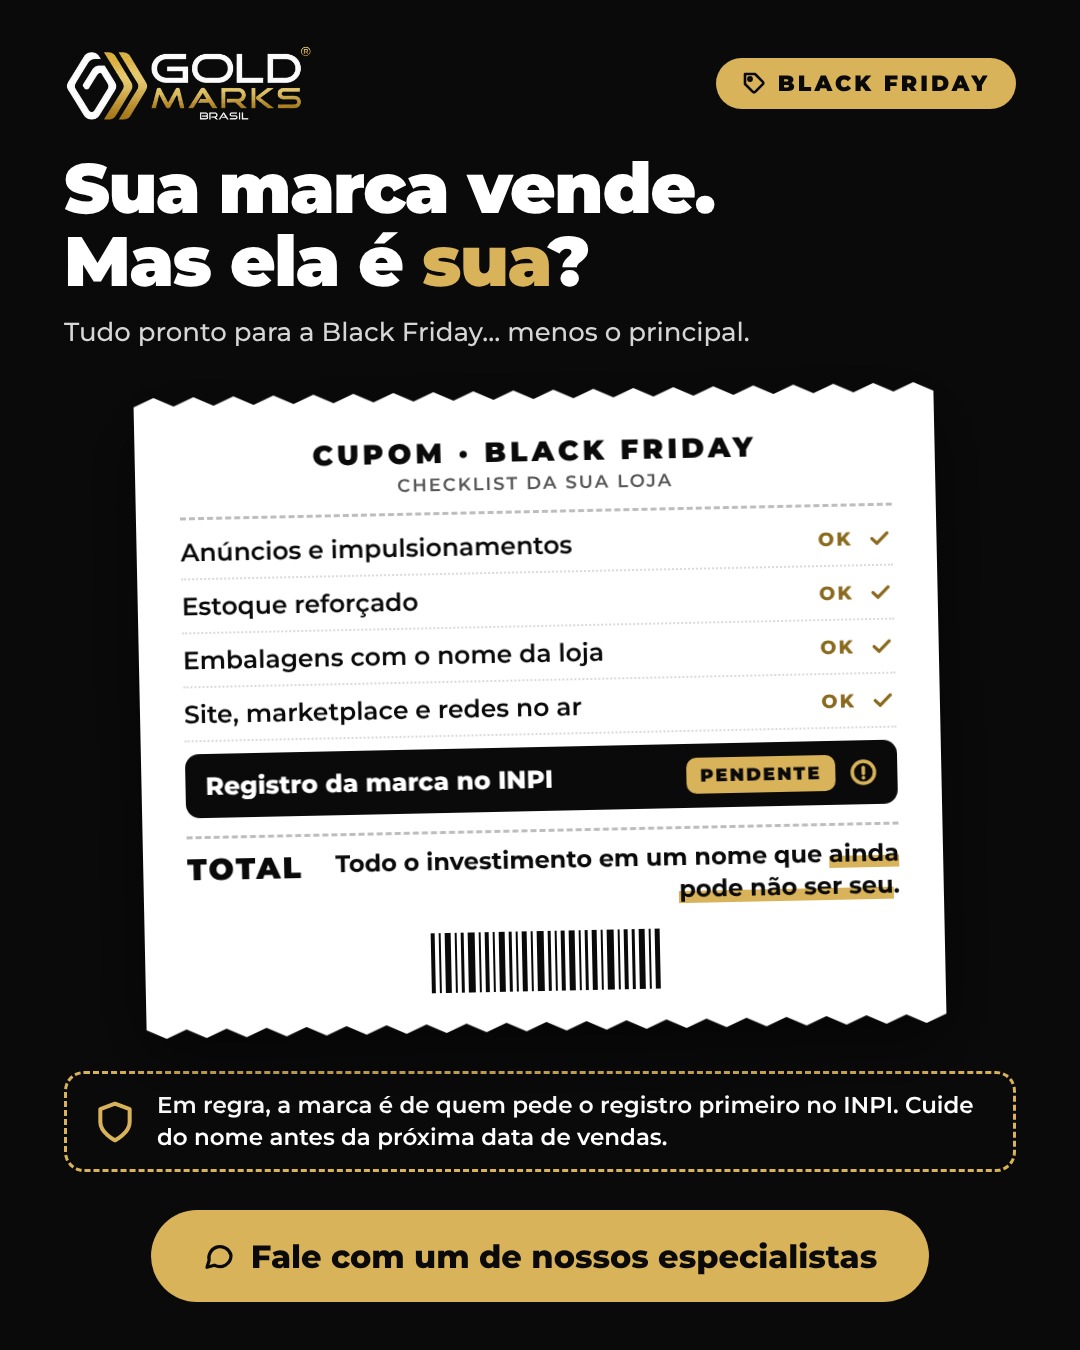 GOLD
MARKS
BRASIL
®
BLACK FRIDAY
Sua marca vende.
Mas ela é sua?
Tudo pronto para a Black Friday... menos o principal.
CUPOM • BLACK FRIDAY
CHECKLIST DA SUA LOJA
Anúncios e impulsionamentos OK
Estoque reforçado OK
Embalagens com o nome da loja OK
Site, marketplace e redes no ar OK
Registro da marca no INPI PENDENTE
TOTAL Todo o investimento em um nome que ainda
pode não ser seu.
Em regra, a marca é de quem pede o registro primeiro no INPI. Cuide
do nome antes da próxima data de vendas.
Fale com um de nossos especialistas